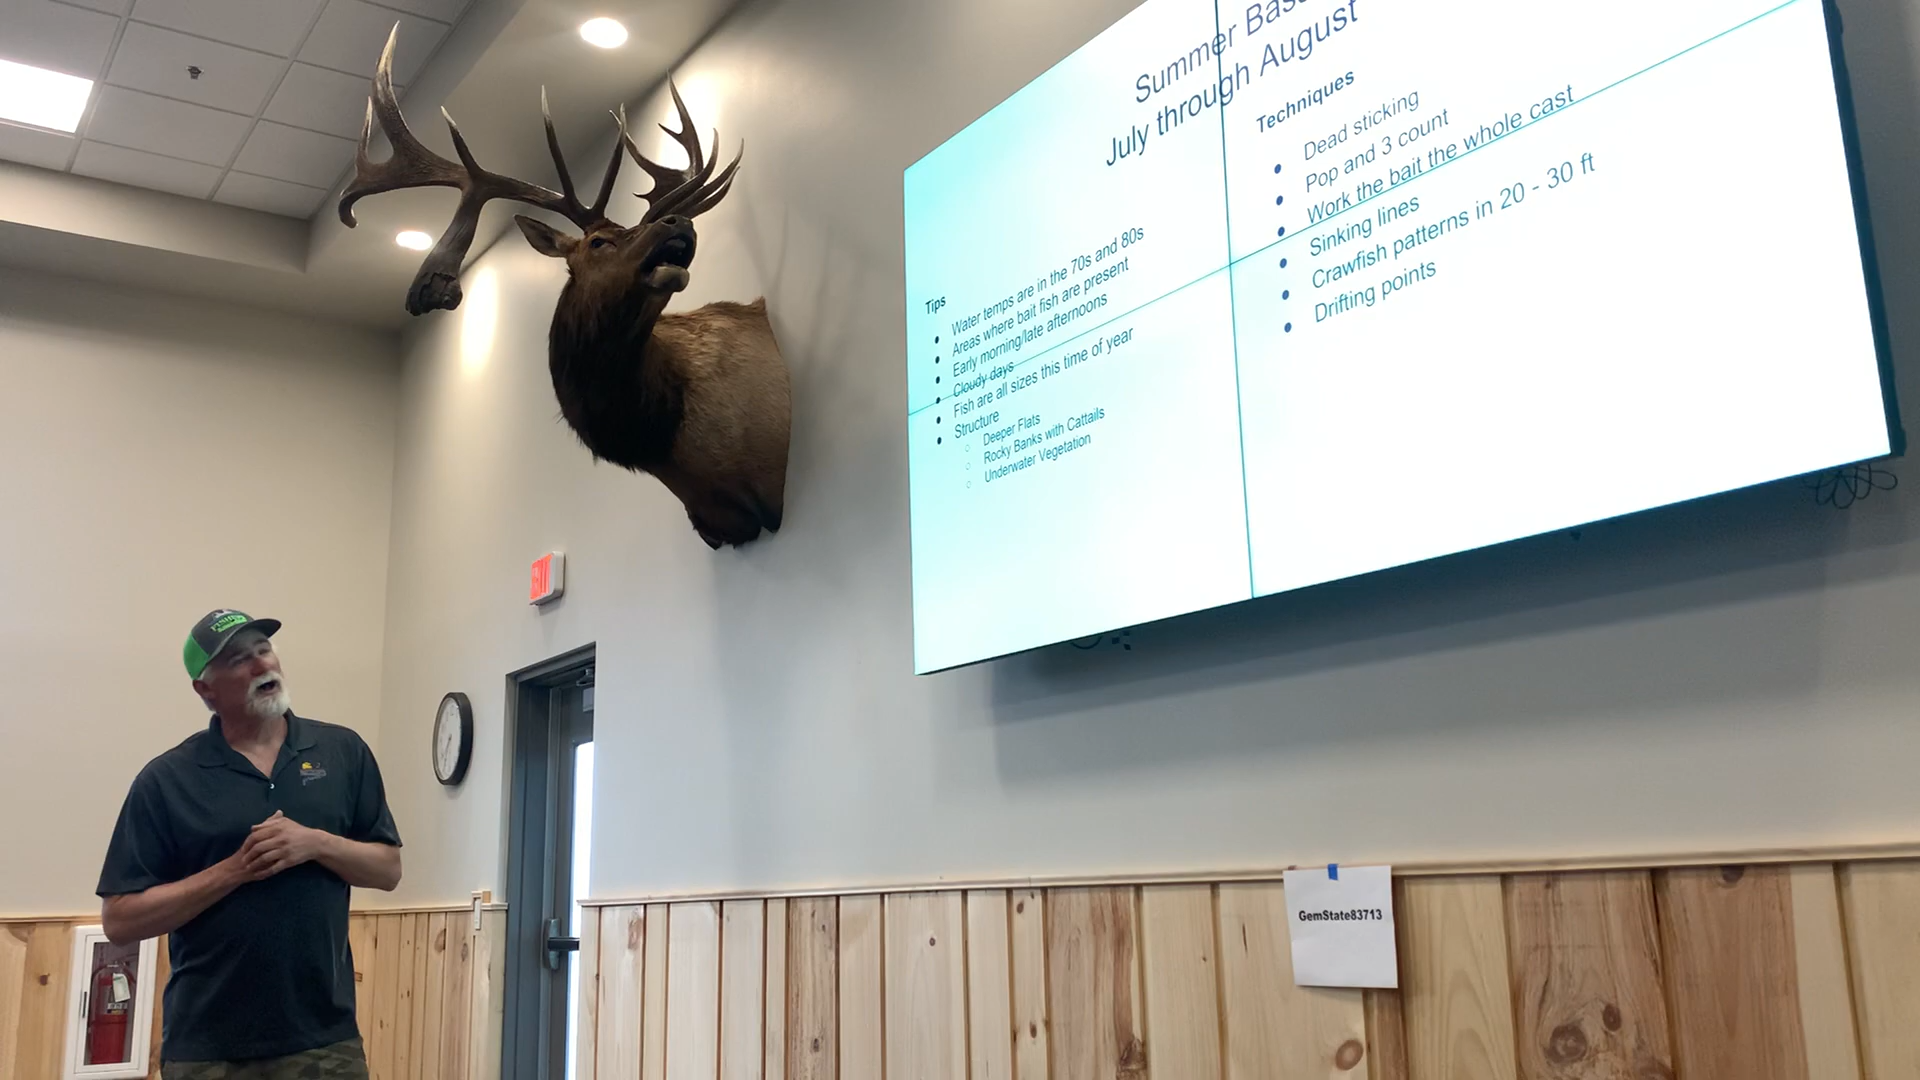 Summer Bass
July through August
Tips
Water temps are in the 70s and 80s
Areas where bait fish are present
Early morning/late afternoons
Cloudy days
Fish are all sizes this time of year
Structure
Deeper Flats
Rocky Banks with Cattails
Underwater Vegetation
Techniques
Dead sticking
Pop and 3 count
Work the bait the whole cast
Sinking lines
Crawfish patterns in 20 - 30 ft
Drifting points
EXIT
GemState83713